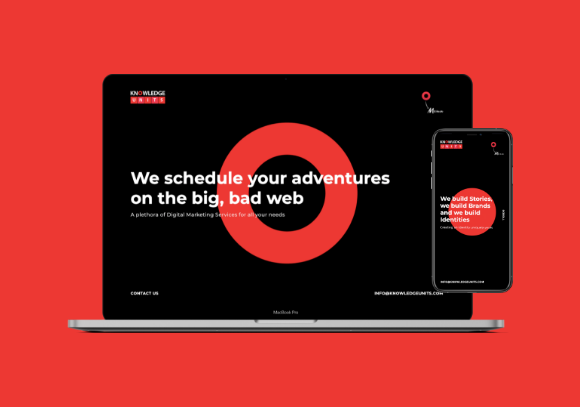 KNOWLEDGE
UNITS
We schedule your adventures
on the big, bad web
A plethora of Digital Marketing Services for all your needs
CONTACT US
INFO@KNOWLEDGEUNITS.COM
MacBook Pro
KNOWLEDGE
UNITS
We build Stories,
we build Brands
and we build
identities
INFO@KNOWLEDGEUNITS.COM